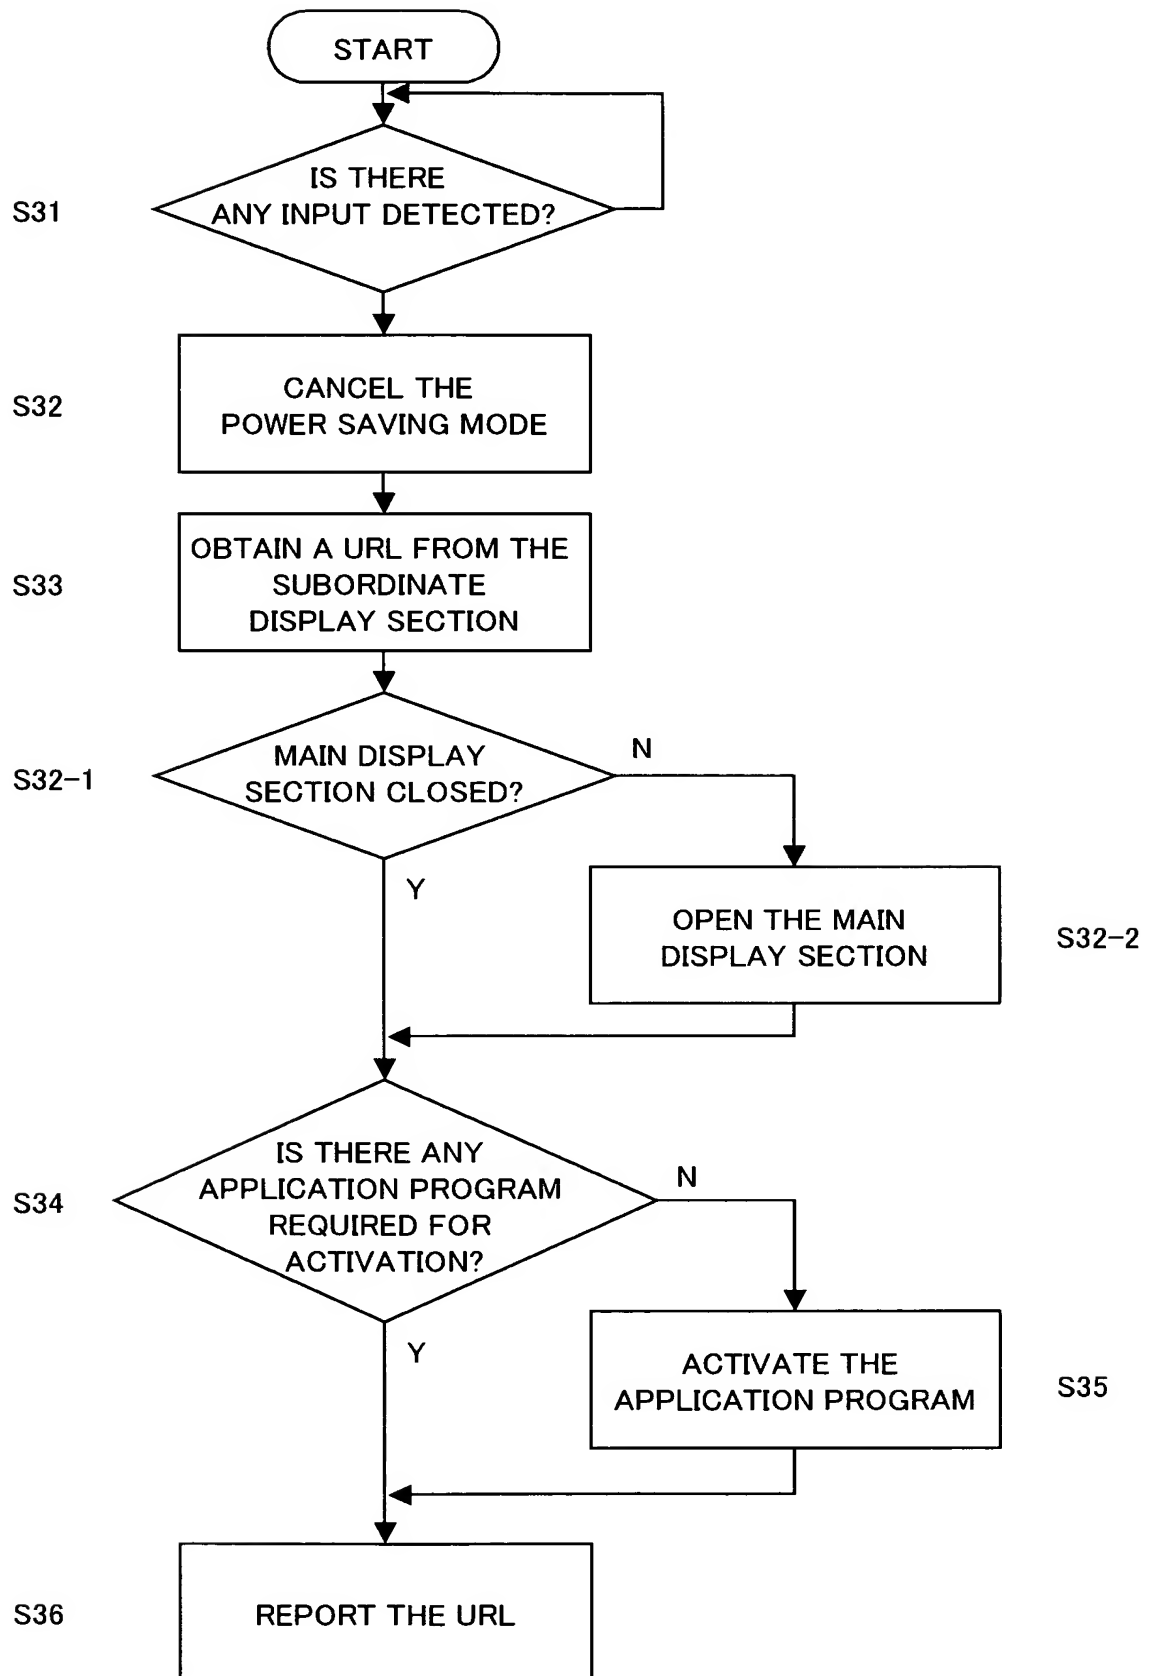 START
IS THERE
ANY INPUT DETECTED?
S31
CANCEL THE
POWER SAVING MODE
S32
OBTAIN A URL FROM THE
SUBORDINATE
DISPLAY SECTION
S33
MAIN DISPLAY
SECTION CLOSED?
S32-1
N
Y
OPEN THE MAIN
DISPLAY SECTION
S32-2
IS THERE ANY
APPLICATION PROGRAM
REQUIRED FOR
ACTIVATION?
S34
N
Y
ACTIVATE THE
APPLICATION PROGRAM
S35
S36
REPORT THE URL